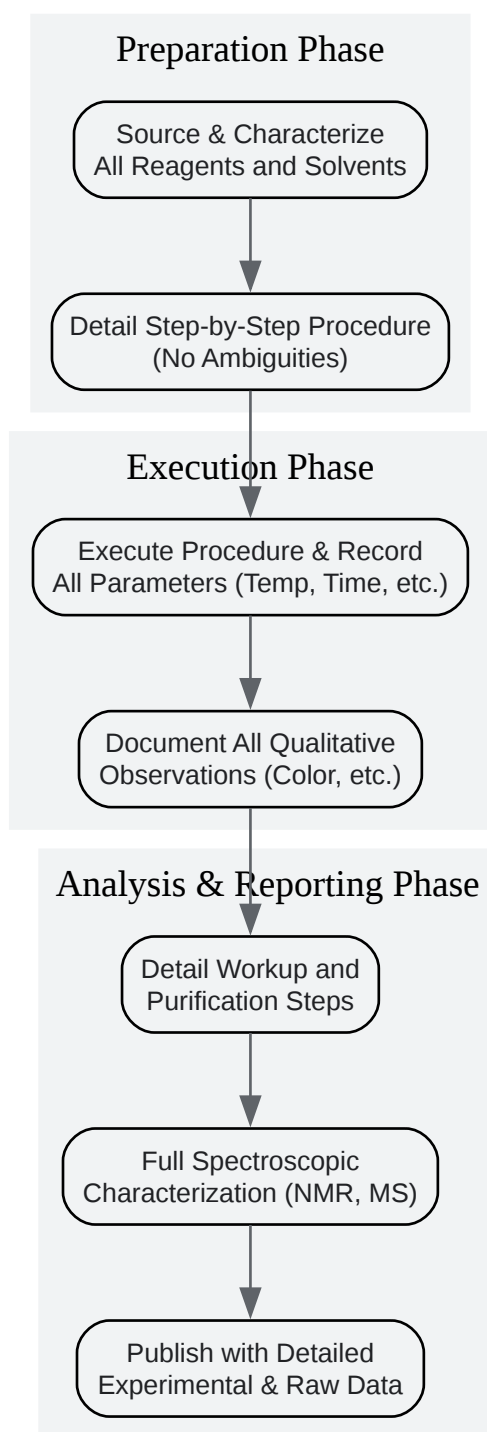 Preparation Phase
Source & Characterize
All Reagents and Solvents
Detail Step-by-Step Procedure
(No Ambiguities)
Execution Phase
Execute Procedure & Record
All Parameters (Temp, Time, etc.)
Document All Qualitative
Observations (Color, etc.)
Analysis & Reporting Phase
Detail Workup and
Purification Steps
Full Spectroscopic
Characterization (NMR, MS)
Publish with Detailed
Experimental & Raw Data